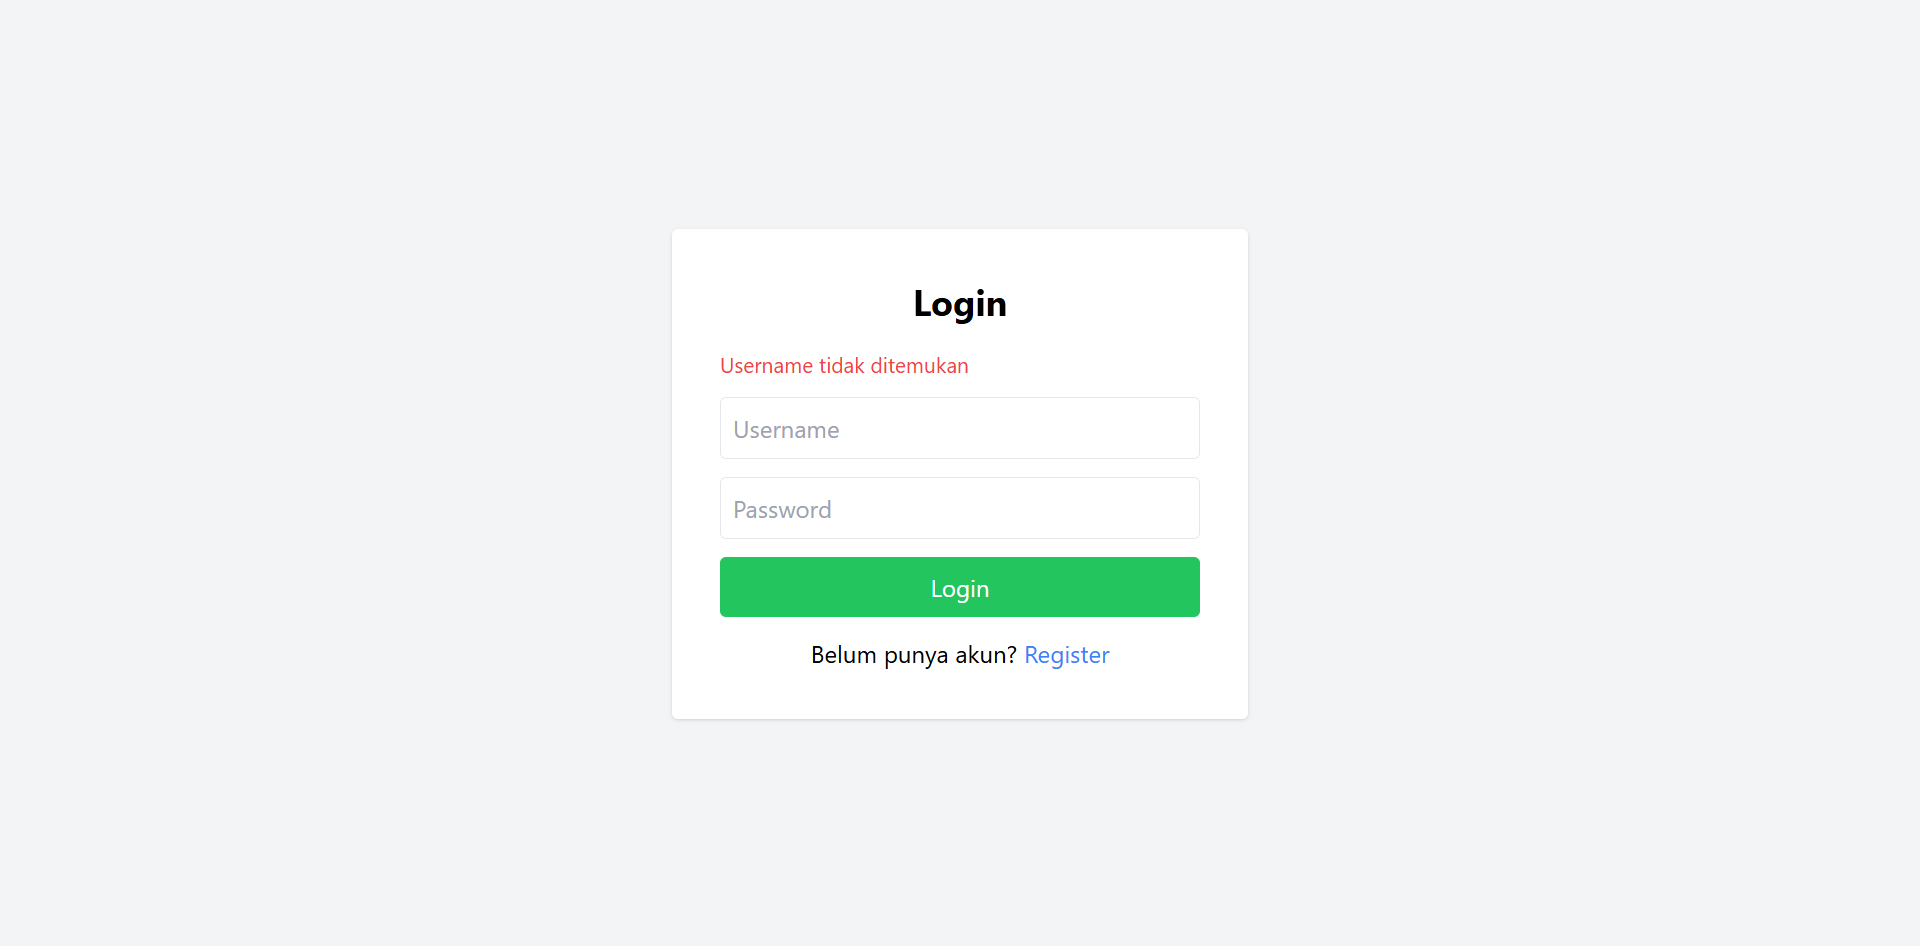 Login
Username tidak ditemukan
Username
Password
Login
Belum punya akun? Register